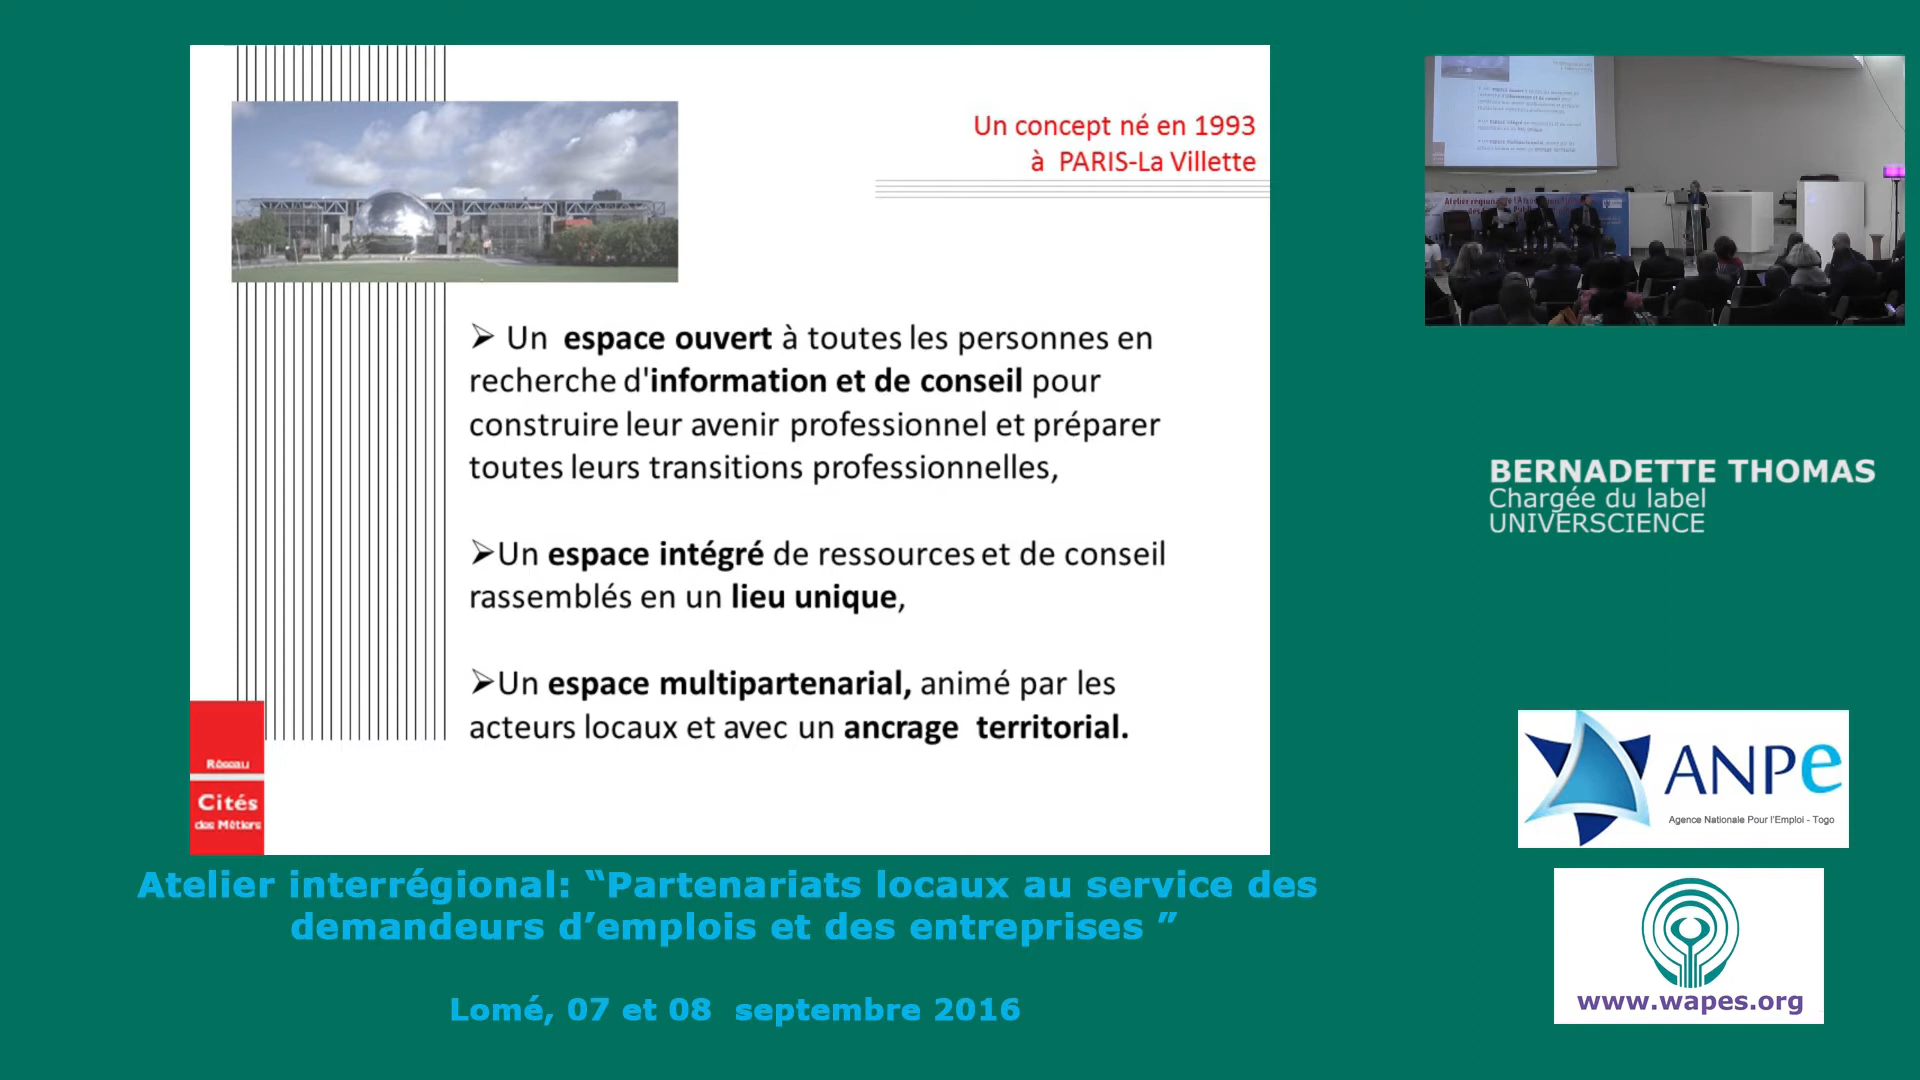 Un concept né en 1993
à PARIS-La Villette
➢ Un espace ouvert à toutes les personnes en
recherche d'information et de conseil pour
construire leur avenir professionnel et préparer
toutes leurs transitions professionnelles,
➢Un espace intégré de ressources et de conseil
rassemblés en un lieu unique,
➢Un espace multipartenarial, animé par les
acteurs locaux et avec un ancrage territorial.
Réseau
Cités
des Métiers
BERNADETTE THOMAS
Chargée du label
UNIVERSCIENCE
ANPe
Agence Nationale Pour l'Emploi - Togo
www.wapes.org
Atelier interrégional: “Partenariats locaux au service des
demandeurs d’emplois et des entreprises ”
Lomé, 07 et 08 septembre 2016